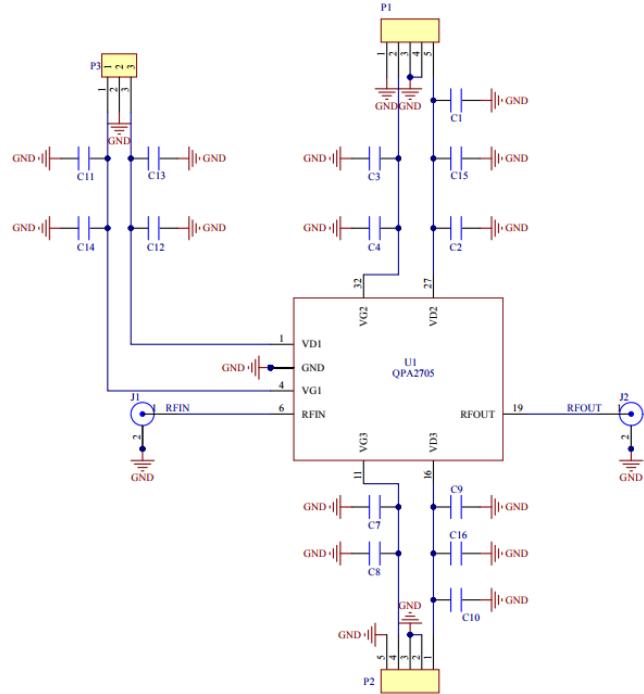 P1
1 2 3 4 5
P3
1 2 3
1 2 3
GND
GND GND
C1
GND
GND
C11
C13
GND
GND
C3
C15
GND
GND
C14
C12
GND
GND
C4
C2
GND
32
27
VG2
VD2
1
VD1
U1
QPA2705
GND
GND
4
VG1
J1
1
RFIN
6
RFIN
RFOUT
19
RFOUT
1
J2
2
2
GND
GND
VG3
VD3
11
16
GND
C7
C9
GND
GND
C8
C16
GND
GND
C10
GND
GND
5 4 3 2 1
P2